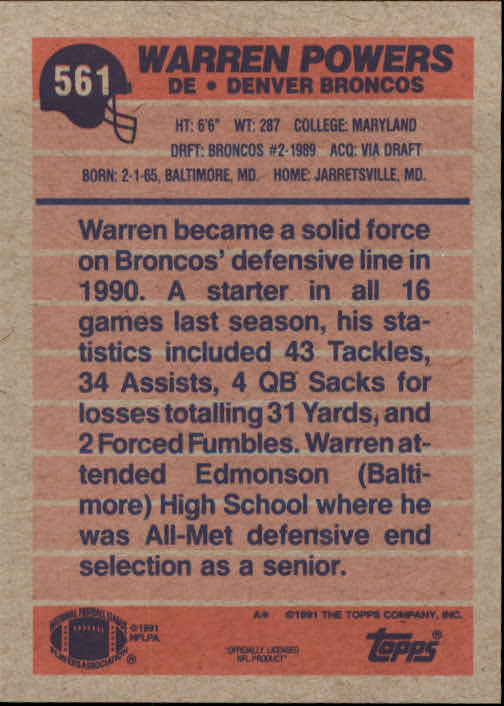 561
WARREN POWERS
DE • DENVER BRONCOS
HT: 6'6" WT: 287 COLLEGE: MARYLAND
DRFT: BRONCOS #2-1989 ACQ: VIA DRAFT
BORN: 2-1-65, BALTIMORE, MD. HOME: JARRETSVILLE, MD.
Warren became a solid force
on Broncos' defensive line in
1990. A starter in all 16
games last season, his sta-
tistics included 43 Tackles,
34 Assists, 4 QB Sacks for
losses totalling 31 Yards, and
2 Forced Fumbles. Warren at-
tended Edmonson (Balti-
more) High School where he
was All-Met defensive end
selection as a senior.
A* ©1991 THE TOPPS COMPANY, INC.
NATIONAL FOOTBALL LEAGUE
PLAYERS ASSOCIATION
®
©1991
NFLPA
"OFFICIALLY LICENSED
NFL PRODUCT"
topps®